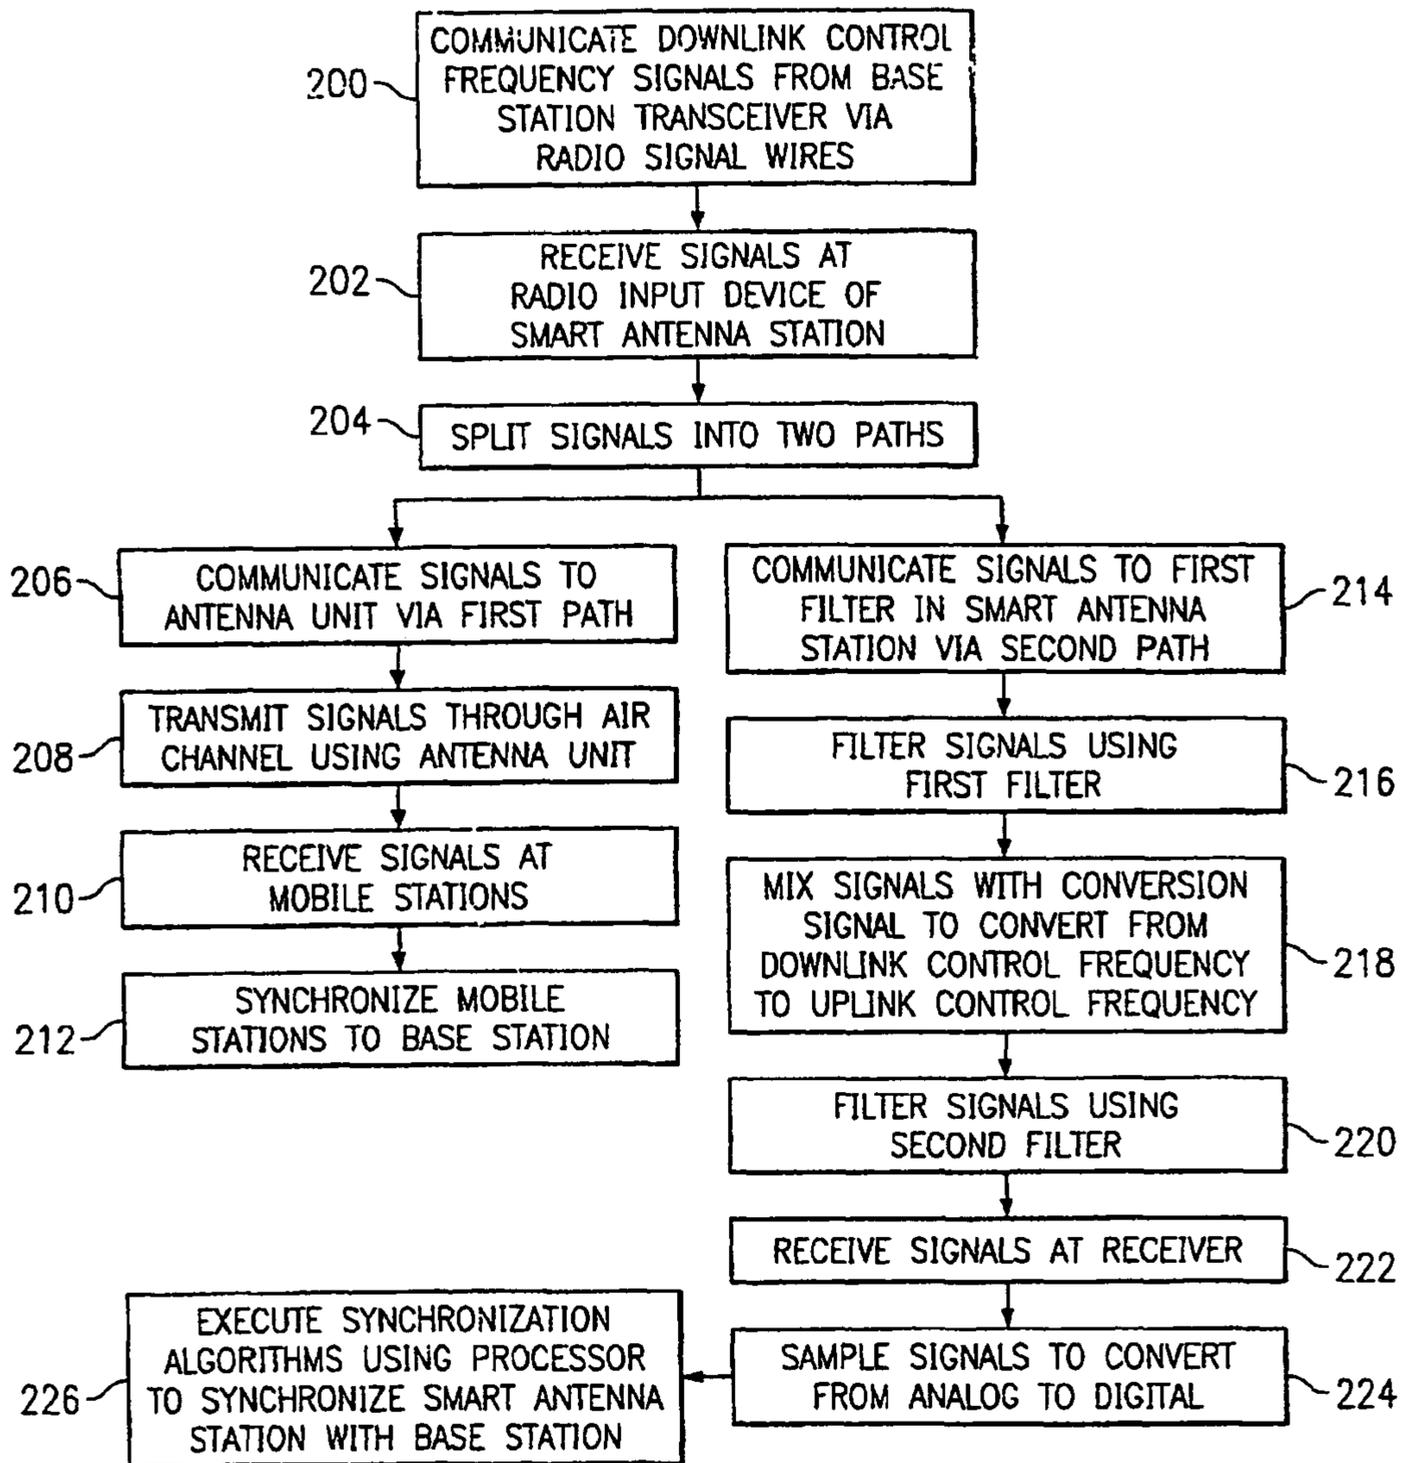 200
COMMUNICATE DOWNLINK CONTROL
FREQUENCY SIGNALS FROM BASE
STATION TRANSCEIVER VIA
RADIO SIGNAL WIRES
202
RECEIVE SIGNALS AT
RADIO INPUT DEVICE OF
SMART ANTENNA STATION
204
SPLIT SIGNALS INTO TWO PATHS
206
COMMUNICATE SIGNALS TO
ANTENNA UNIT VIA FIRST PATH
208
TRANSMIT SIGNALS THROUGH AIR
CHANNEL USING ANTENNA UNIT
210
RECEIVE SIGNALS AT
MOBILE STATIONS
212
SYNCHRONIZE MOBILE
STATIONS TO BASE STATION
COMMUNICATE SIGNALS TO FIRST
FILTER IN SMART ANTENNA
STATION VIA SECOND PATH
214
FILTER SIGNALS USING
FIRST FILTER
216
MIX SIGNALS WITH CONVERSION
SIGNAL TO CONVERT FROM
DOWNLINK CONTROL FREQUENCY
TO UPLINK CONTROL FREQUENCY
218
FILTER SIGNALS USING
SECOND FILTER
220
RECEIVE SIGNALS AT RECEIVER
222
SAMPLE SIGNALS TO CONVERT
FROM ANALOG TO DIGITAL
224
226
EXECUTE SYNCHRONIZATION
ALGORITHMS USING PROCESSOR
TO SYNCHRONIZE SMART ANTENNA
STATION WITH BASE STATION